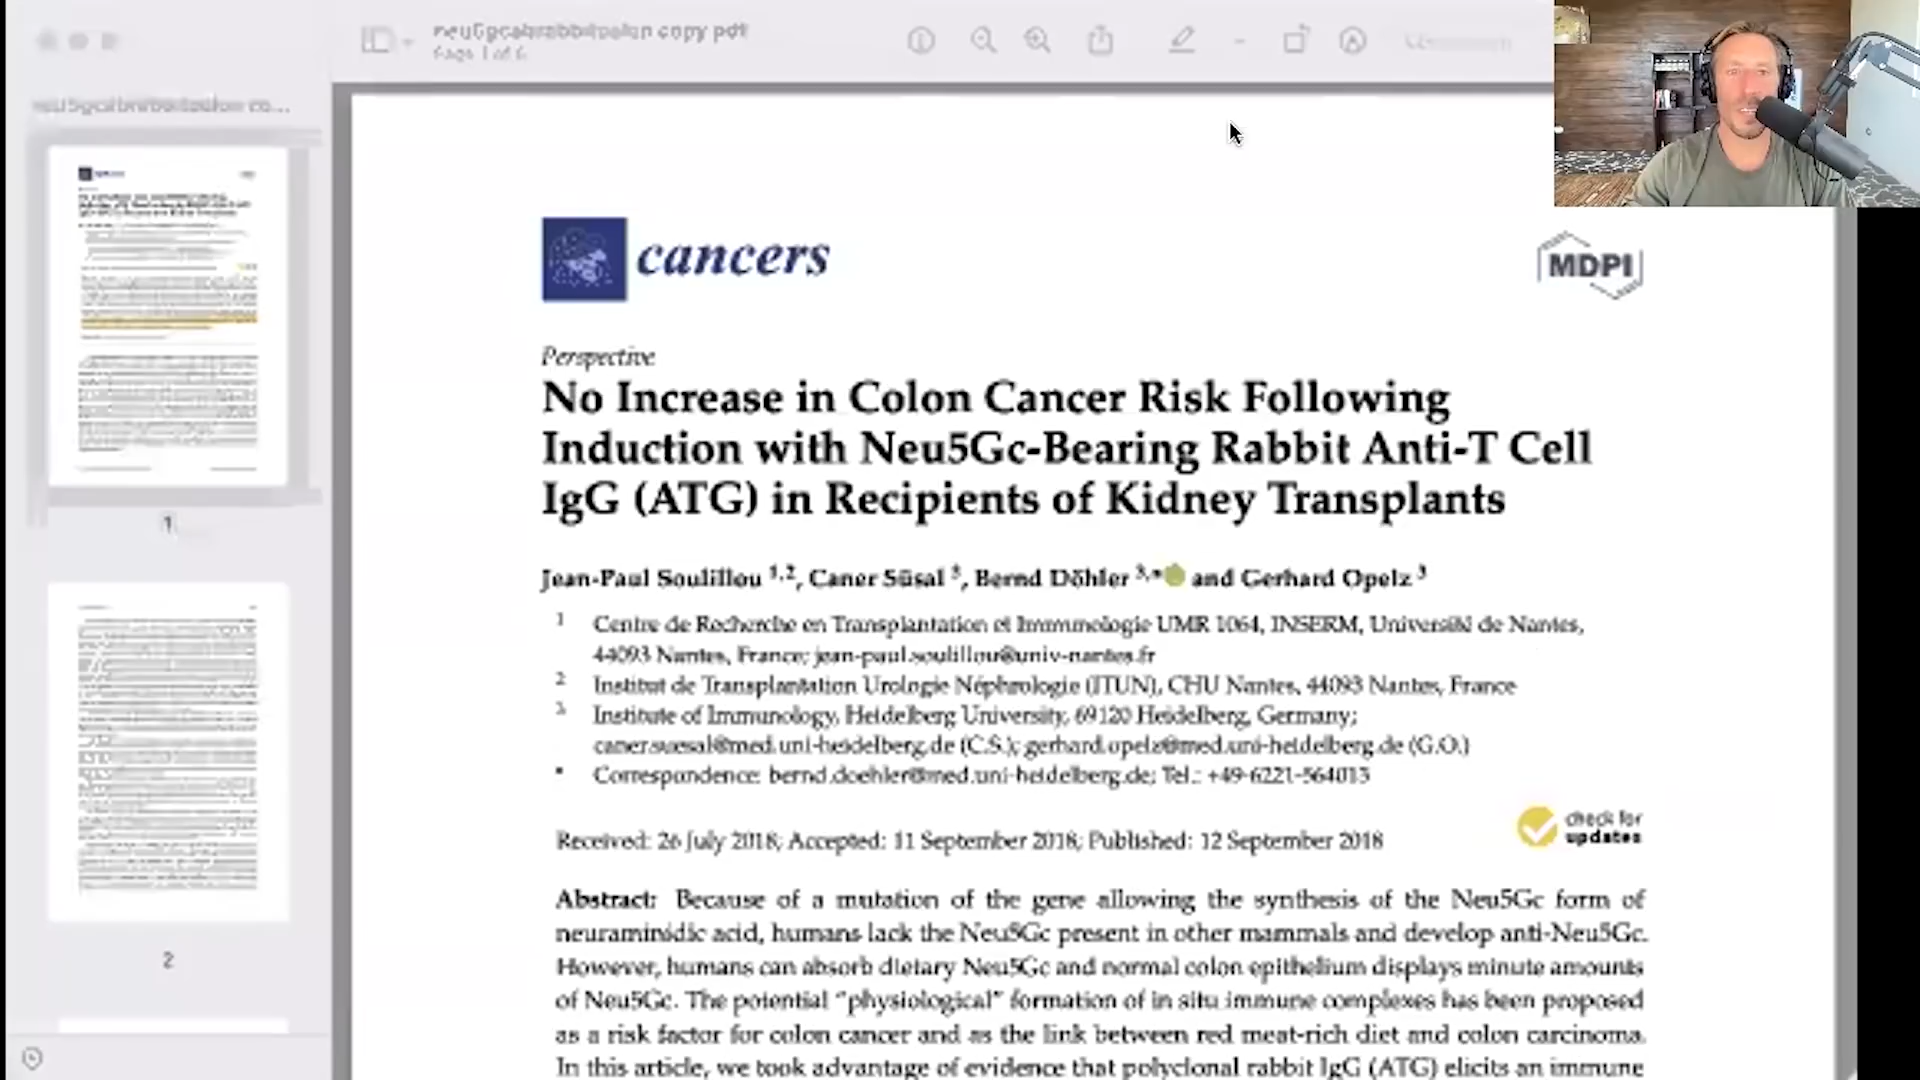 neu5gcabrabbitcolon copy.pdf
Page 1 of 6
neu5gcabrabbitcolon co...
1
2
cancers
MDPI
Perspective
No Increase in Colon Cancer Risk Following
Induction with Neu5Gc-Bearing Rabbit Anti-T Cell
IgG (ATG) in Recipients of Kidney Transplants
Jean-Paul Soulillou 1,2, Caner Süsal 3, Bernd Döhler 3,* and Gerhard Opelz 3
1 Centre de Recherche en Transplantation et Immunologie UMR 1064, INSERM, Université de Nantes,
44093 Nantes, France; jean-paul.soulillou@univ-nantes.fr
2 Institut de Transplantation Urologie Néphrologie (ITUN), CHU Nantes, 44093 Nantes, France
3 Institute of Immunology, Heidelberg University, 69120 Heidelberg, Germany;
caner.suesal@med.uni-heidelberg.de (C.S.); gerhard.opelz@med.uni-heidelberg.de (G.O.)
* Correspondence: bernd.doehler@med.uni-heidelberg.de; Tel.: +49-6221-564013
Received: 26 July 2018; Accepted: 11 September 2018; Published: 12 September 2018
check for
updates
Abstract: Because of a mutation of the gene allowing the synthesis of the Neu5Gc form of
neuraminidic acid, humans lack the Neu5Gc present in other mammals and develop anti-Neu5Gc.
However, humans can absorb dietary Neu5Gc and normal colon epithelium displays minute amounts
of Neu5Gc. The potential “physiological” formation of in situ immune complexes has been proposed
as a risk factor for colon cancer and as the link between red meat-rich diet and colon carcinoma.
In this article, we took advantage of evidence that polyclonal rabbit IgG (ATG) elicits an immune